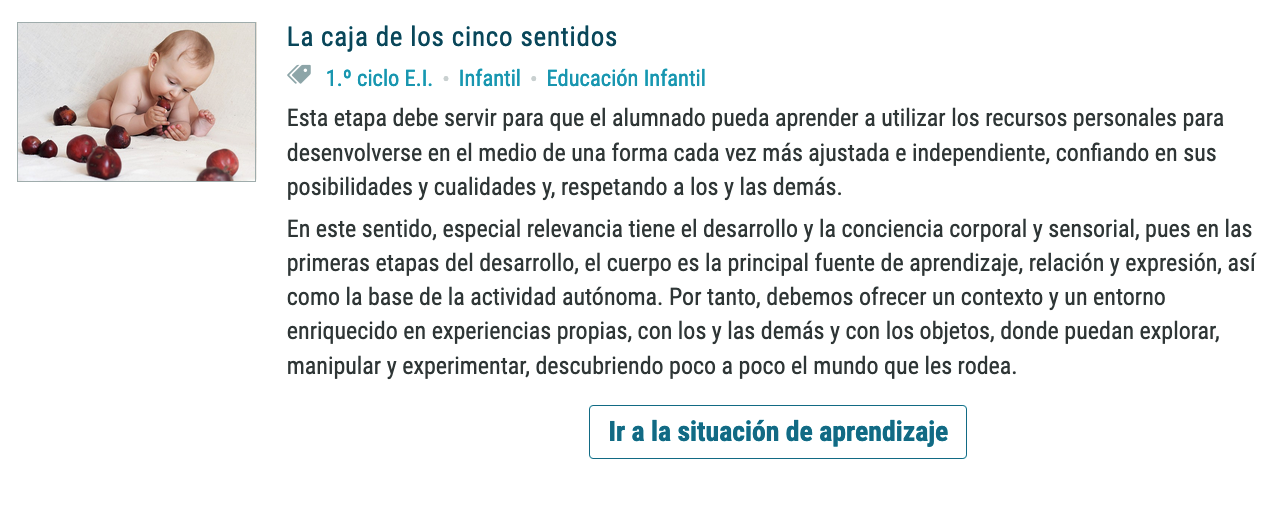 La caja de los cinco sentidos
1.º ciclo E.I. • Infantil • Educación Infantil
Esta etapa debe servir para que el alumnado pueda aprender a utilizar los recursos personales para
desenvolverse en el medio de una forma cada vez más ajustada e independiente, confiando en sus
posibilidades y cualidades y, respetando a los y las demás.
En este sentido, especial relevancia tiene el desarrollo y la conciencia corporal y sensorial, pues en las
primeras etapas del desarrollo, el cuerpo es la principal fuente de aprendizaje, relación y expresión, así
como la base de la actividad autónoma. Por tanto, debemos ofrecer un contexto y un entorno
enriquecido en experiencias propias, con los y las demás y con los objetos, donde puedan explorar,
manipular y experimentar, descubriendo poco a poco el mundo que les rodea.
Ir a la situación de aprendizaje